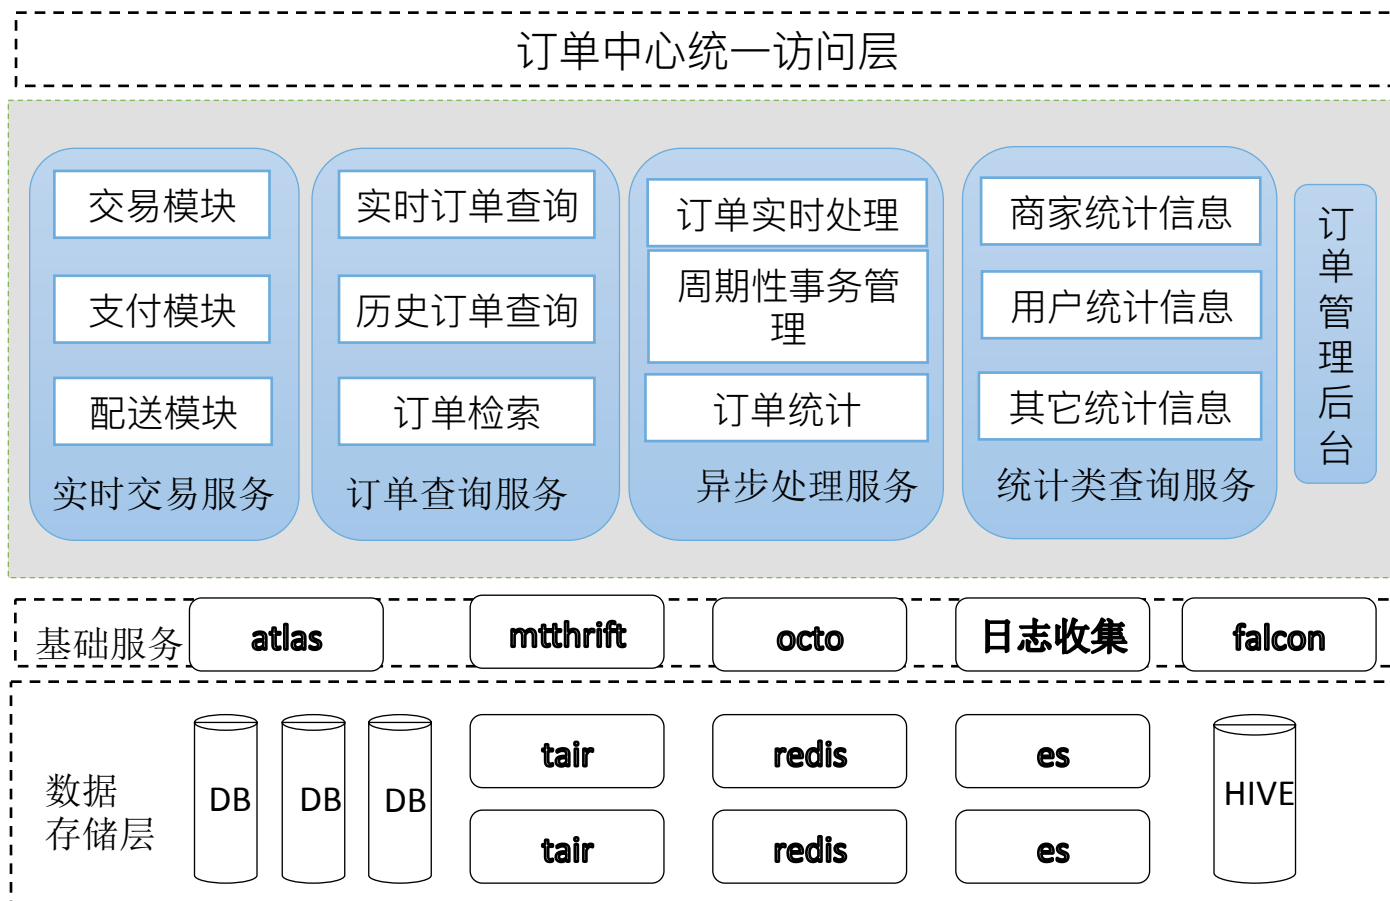 订单中心统一访问层
交易模块
支付模块
配送模块
实时交易服务
实时订单查询
历史订单查询
订单检索
订单查询服务
订单实时处理
周期性事务管
理
订单统计
异步处理服务
商家统计信息
用户统计信息
其它统计信息
统计类查询服务
订
单
管
理
后
台
基础服务
atlas
mtthrift
octo
日志收集
falcon
数据
存储层
DB
DB
DB
tair
redis
es
HIVE
tair
redis
es